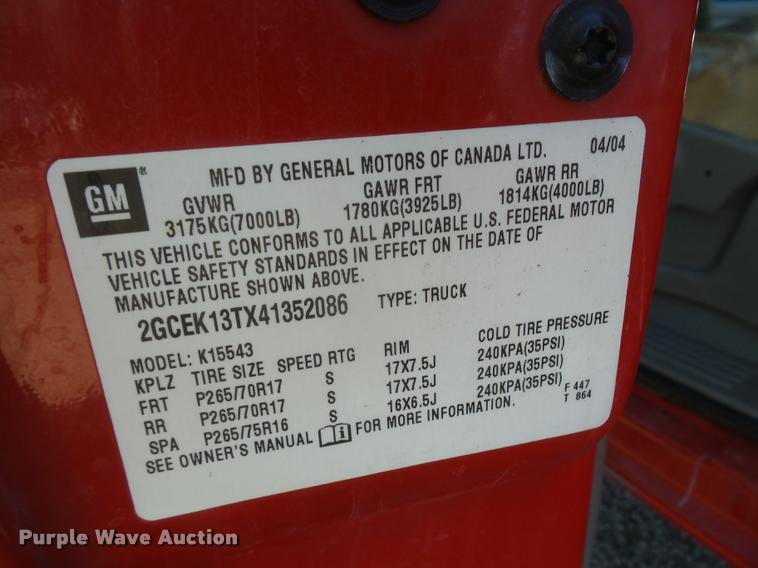 GM®
MFD BY GENERAL MOTORS OF CANADA LTD. 04/04
GVWR GAWR FRT GAWR RR
3175KG(7000LB) 1780KG(3925LB) 1814KG(4000LB)
THIS VEHICLE CONFORMS TO ALL APPLICABLE U.S. FEDERAL MOTOR
VEHICLE SAFETY STANDARDS IN EFFECT ON THE DATE OF
MANUFACTURE SHOWN ABOVE.
2GCEK13TX41352086 TYPE: TRUCK
MODEL: K15543
KPLZ TIRE SIZE SPEED RTG RIM COLD TIRE PRESSURE
FRT P265/70R17 S 17X7.5J 240KPA(35PSI)
RR P265/70R17 S 17X7.5J 240KPA(35PSI)
SPA P265/75R16 S 16X6.5J 240KPA(35PSI)
SEE OWNER'S MANUAL FOR MORE INFORMATION.
F 447
T 864
Purple Wave Auction